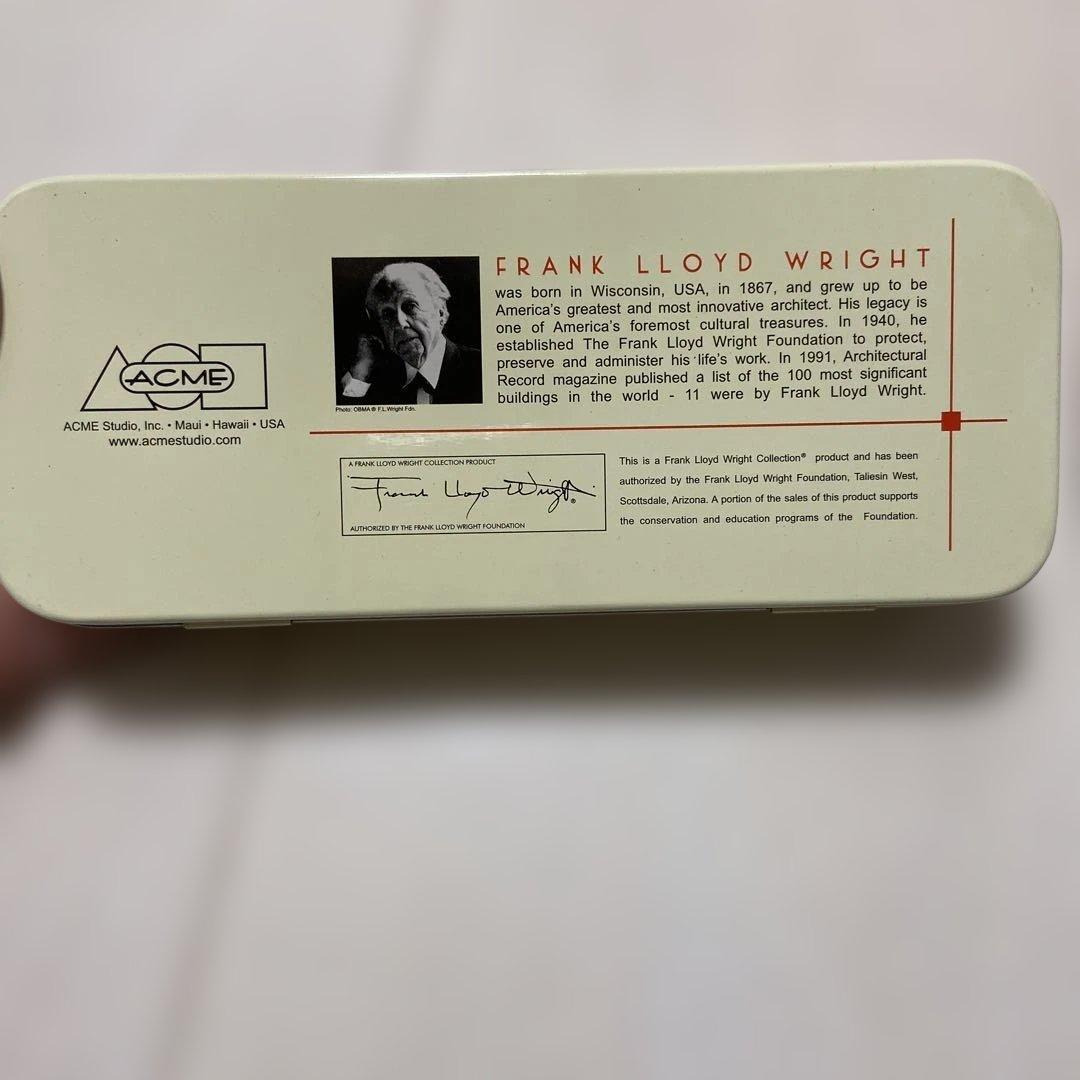 ACME
ACME Studio, Inc. • Maui • Hawaii • USA
www.acmestudio.com
Photo: OBMA ® F.L.Wright Fdn.
FRANK LLOYD WRIGHT
was born in Wisconsin, USA, in 1867, and grew up to be
America's greatest and most innovative architect. His legacy is
one of America's foremost cultural treasures. In 1940, he
established The Frank Lloyd Wright Foundation to protect,
preserve and administer his life's work. In 1991, Architectural
Record magazine published a list of the 100 most significant
buildings in the world - 11 were by Frank Lloyd Wright.
A FRANK LLOYD WRIGHT COLLECTION PRODUCT
Frank Lloyd Wright®
AUTHORIZED BY THE FRANK LLOYD WRIGHT FOUNDATION
This is a Frank Lloyd Wright Collection® product and has been
authorized by the Frank Lloyd Wright Foundation, Taliesin West,
Scottsdale, Arizona. A portion of the sales of this product supports
the conservation and education programs of the Foundation.